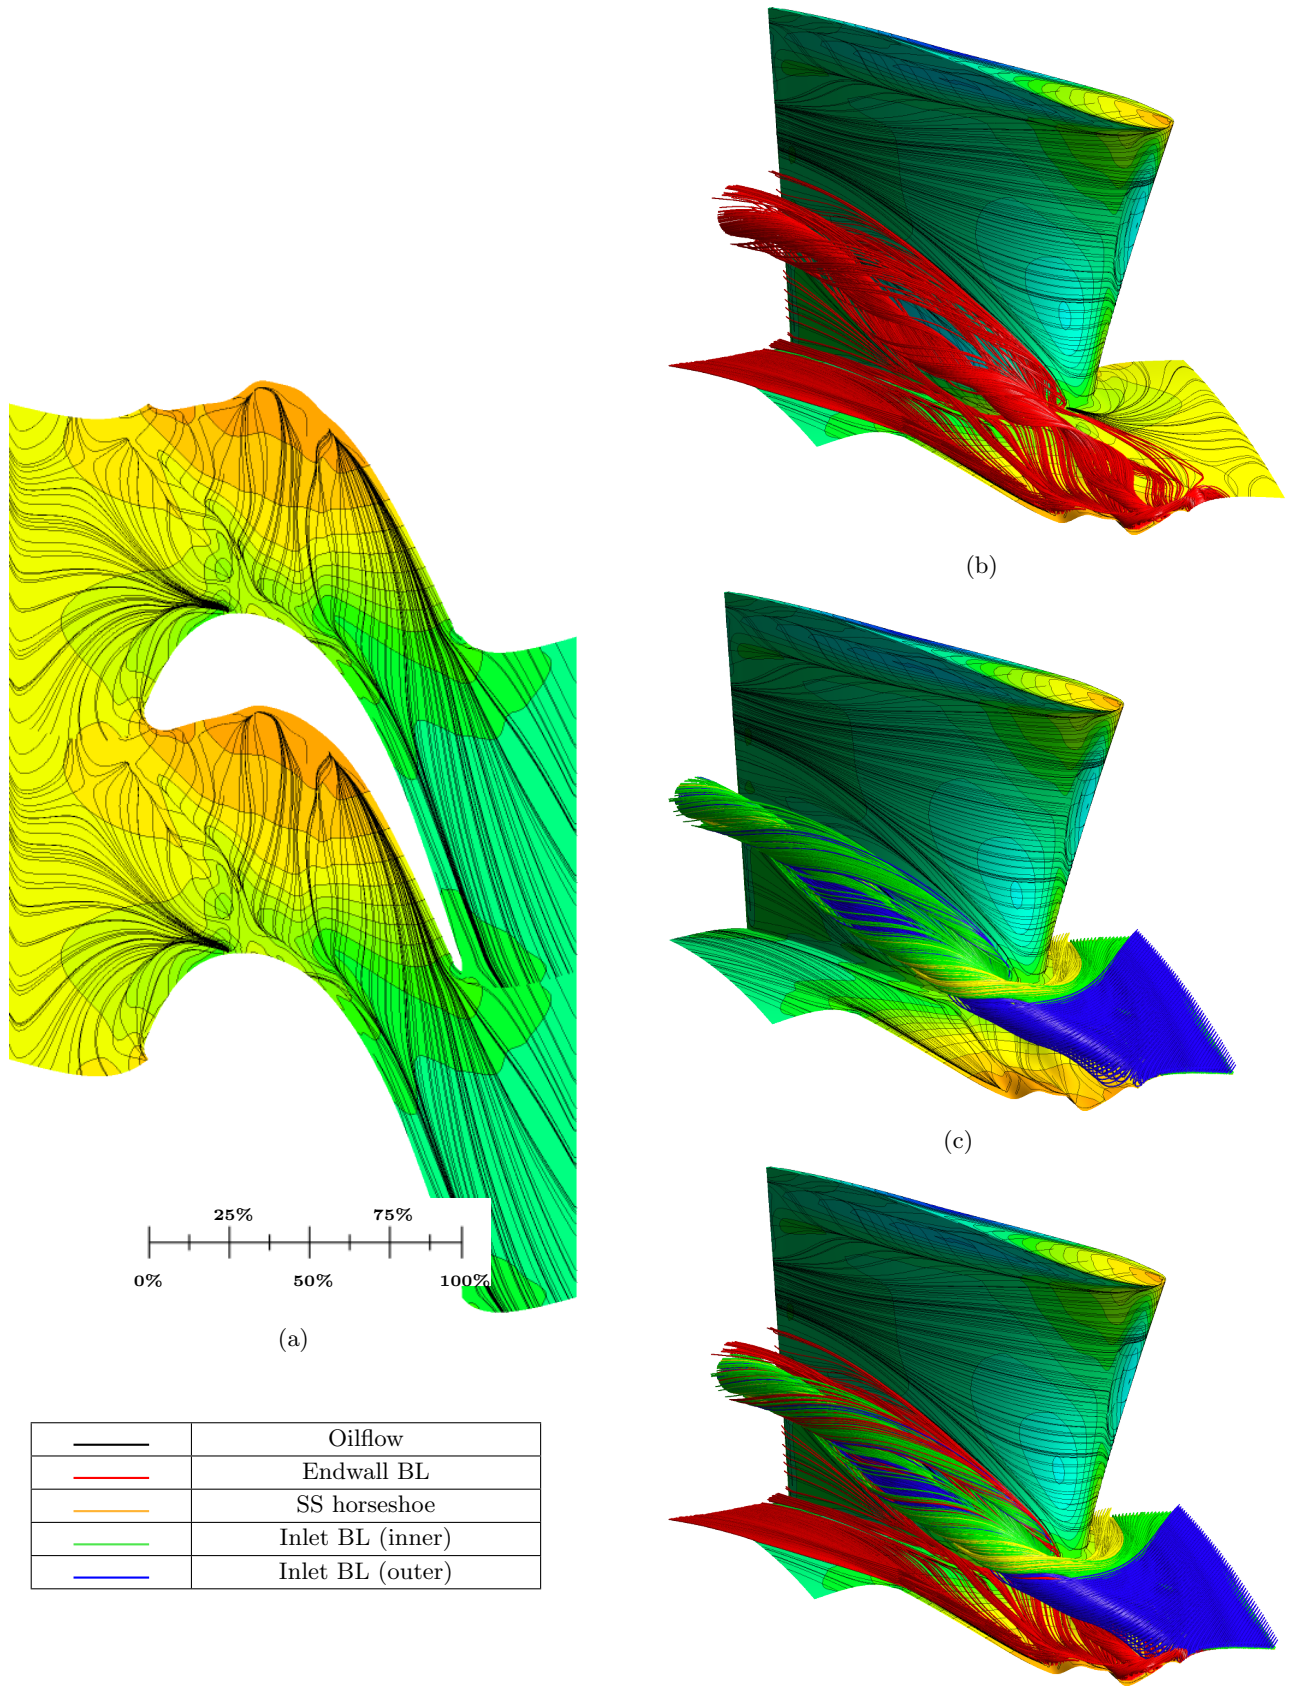 (b)
(c)
25% 75%
0% 50% 100%
(a)
Oilflow
Endwall BL
SS horseshoe
Inlet BL (inner)
Inlet BL (outer)